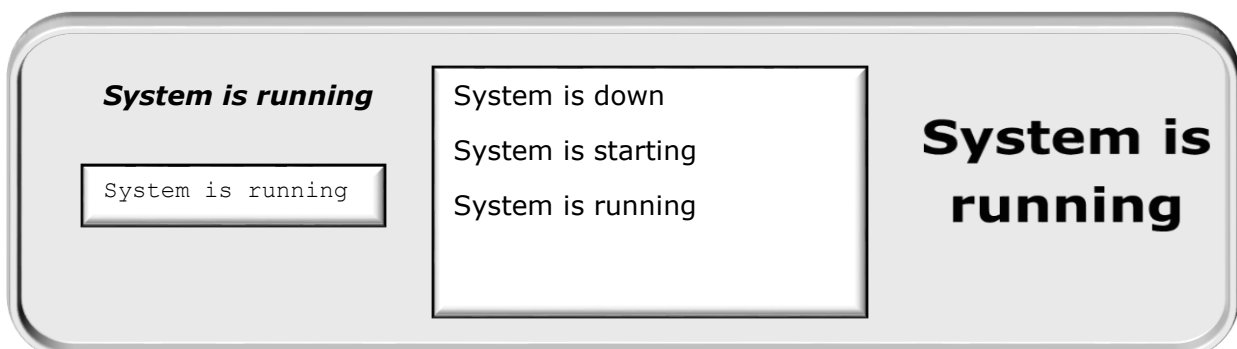 System is running
System is running
System is down
System is starting
System is running
System is
running